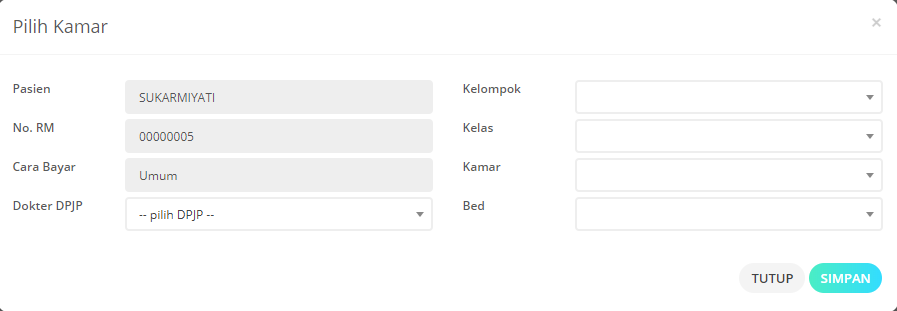 Pilih Kamar
×
Pasien
SUKARMIYATI
No. RM
00000005
Cara Bayar
Umum
Dokter DPJP
-- pilih DPJP --
Kelompok
Kelas
Kamar
Bed
TUTUP
SIMPAN